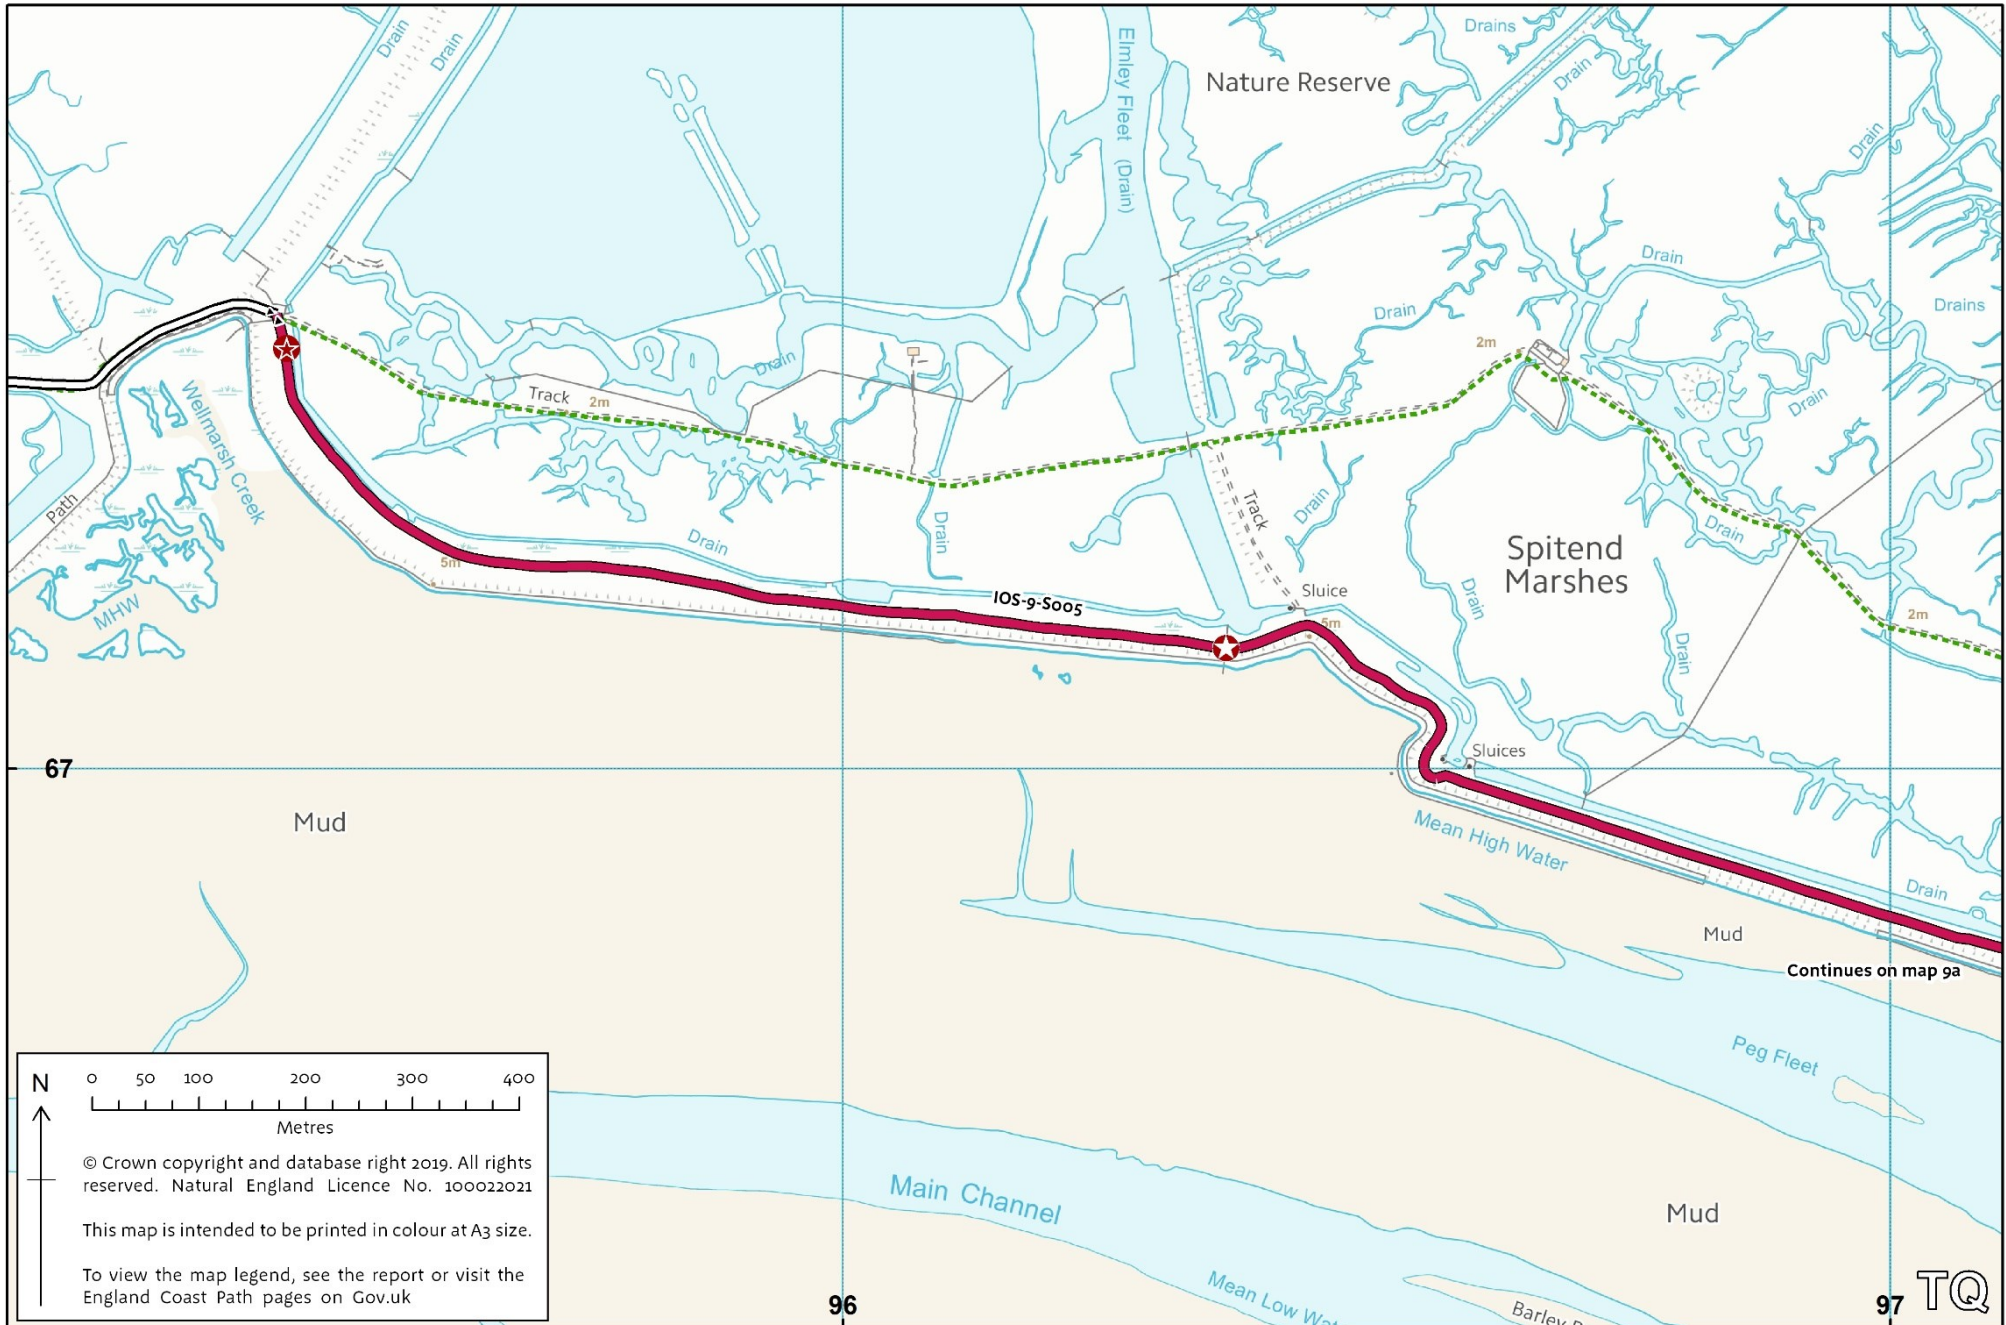 Drain
Drain
Elmley Fleet (Drain)
Nature Reserve
Drains
Drain
Drain
Drain
Drains
Drain
2m
Drain
Track
2m
Drain
Wellmarsh Creek
Path
Track
Drain
Drain
Drain
Drain
5m
Spitend
Marshes
Drain
Drain
2m
IOS-9-S005
Sluice
5m
MHW
Sluices
67
Mud
Mean High Water
Drain
Mud
Continues on map 9a
Peg Fleet
N
0 50 100 200 300 400
Metres
© Crown copyright and database right 2019. All rights
reserved. Natural England Licence No. 100022021
This map is intended to be printed in colour at A3 size.
To view the map legend, see the report or visit the
England Coast Path pages on Gov.uk
Main Channel
Mud
Mean Low
Barley
96
97
TQ